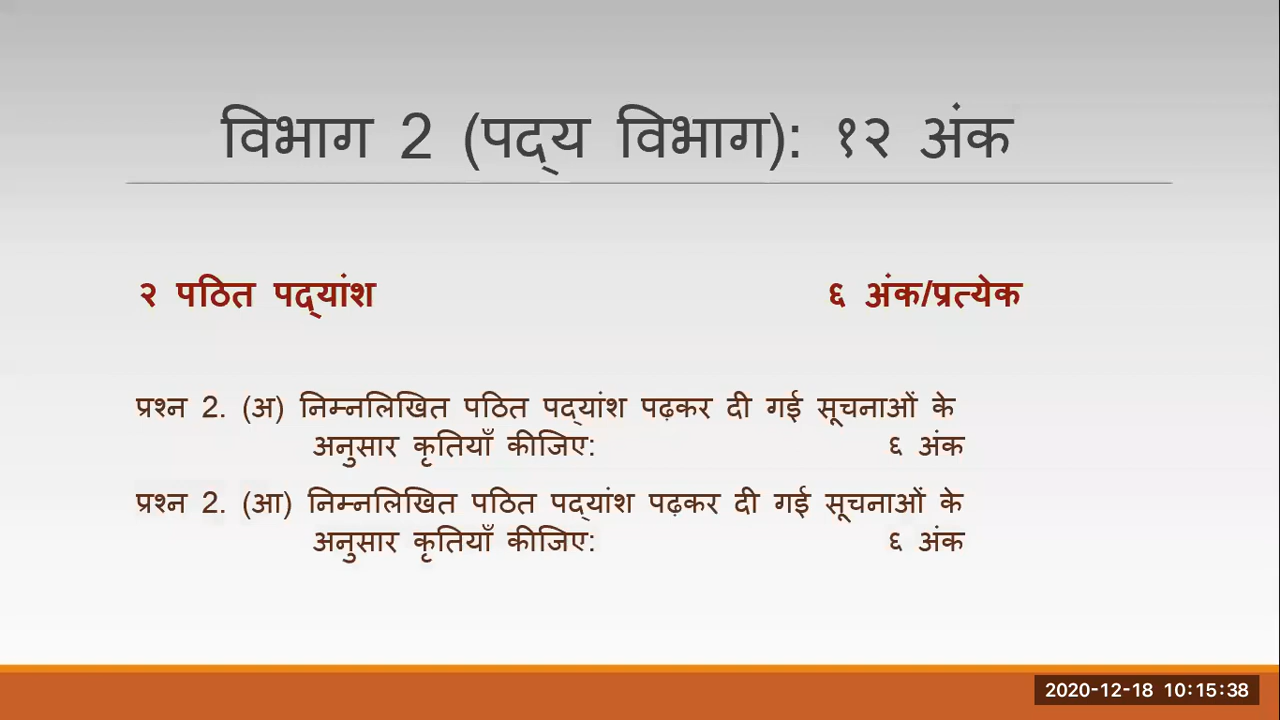 विभाग 2 (पद्‌य विभाग): १२ अंक
२ पठित पद्‌यांश ६ अंक/प्रत्येक
प्रश्न 2. (अ) निम्नलिखित पठित पद्‌यांश पढ़कर दी गई सूचनाओं के
अनुसार कृतियाँ कीजिए: ६ अंक
प्रश्न 2. (आ) निम्नलिखित पठित पद्‌यांश पढ़कर दी गई सूचनाओं के
अनुसार कृतियाँ कीजिए: ६ अंक
2020-12-18 10:15:38